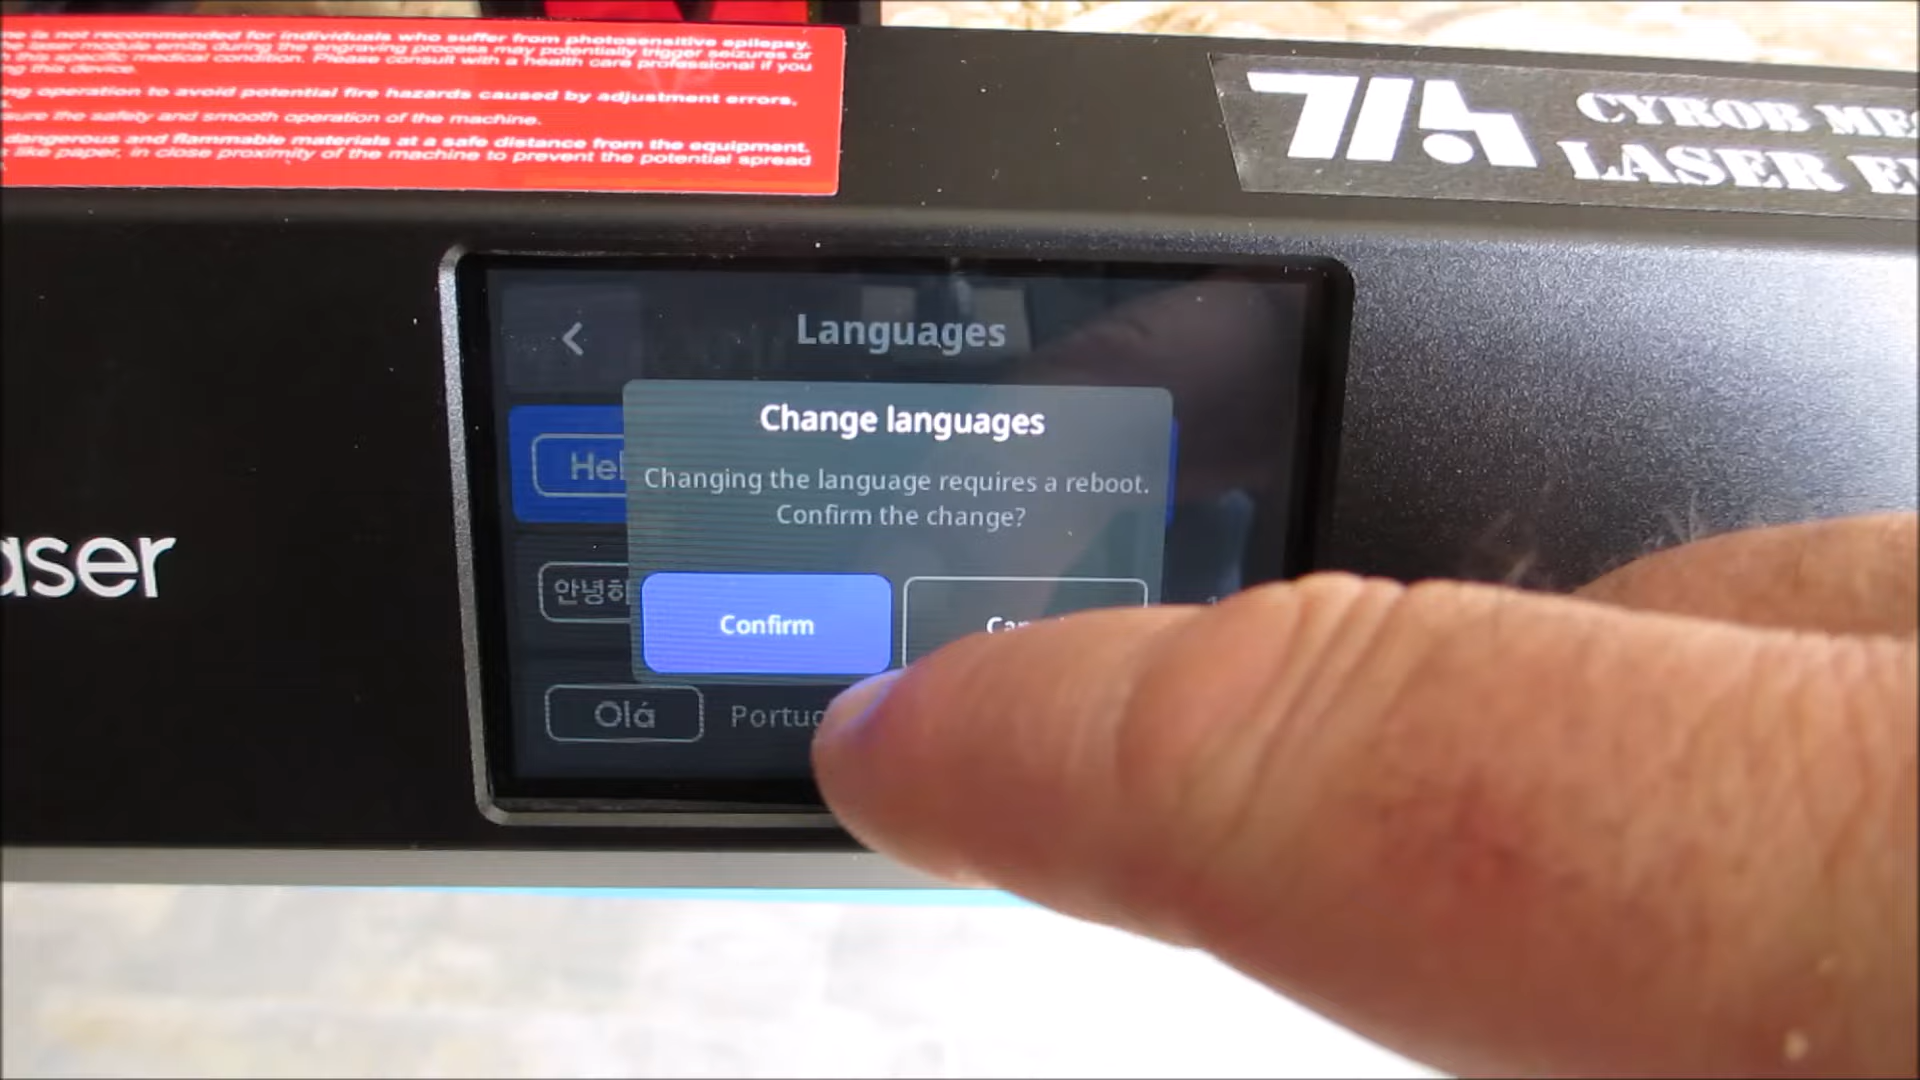 is not recommended for individuals who suffer from photosensitive epilepsy.
laser module emits during the engraving process may potentially trigger seizures or
this specific medical condition. Please consult with a health care professional if you
this device.
operation to avoid potential fire hazards caused by adjustment errors,
the safety and smooth operation of the machine.
dangerous and flammable materials at a safe distance from the equipment.
like paper, in close proximity of the machine to prevent the potential spread
CYROB
LASER
aser
Languages
Change languages
Changing the language requires a reboot.
Confirm the change?
Hel
안녕하
Confirm
Olá
Portug